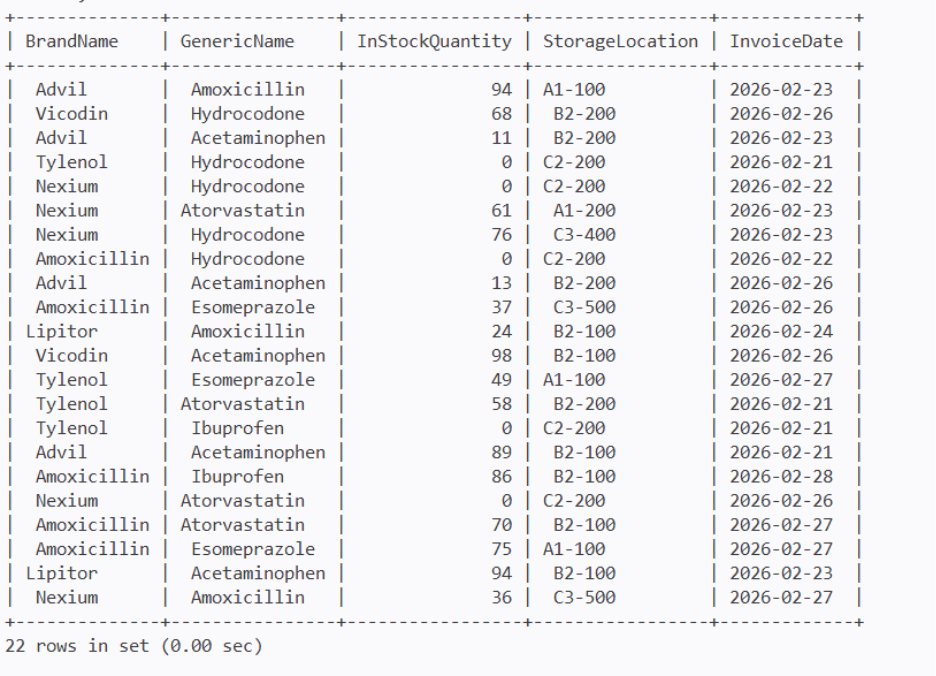 +--------------+----------------+-----------------+-----------------+-------------+
| BrandName    | GenericName    | InStockQuantity | StorageLocation | InvoiceDate |
+--------------+----------------+-----------------+-----------------+-------------+
|  Advil       |  Amoxicillin   |              94 | A1-100          | 2026-02-23  |
|  Vicodin     |  Hydrocodone   |              68 |  B2-200         | 2026-02-26  |
|  Advil       |  Acetaminophen |              11 |  B2-200         | 2026-02-23  |
|  Tylenol     |  Hydrocodone   |               0 | C2-200          | 2026-02-21  |
|  Nexium      |  Hydrocodone   |               0 | C2-200          | 2026-02-22  |
|  Nexium      | Atorvastatin   |              61 |  A1-200         | 2026-02-23  |
|  Nexium      |  Hydrocodone   |              76 |  C3-400         | 2026-02-23  |
|  Amoxicillin |  Hydrocodone   |               0 | C2-200          | 2026-02-22  |
|  Advil       |  Acetaminophen |              13 |  B2-200         | 2026-02-26  |
|  Amoxicillin |  Esomeprazole  |              37 |  C3-500         | 2026-02-26  |
| Lipitor      |  Amoxicillin   |              24 |  B2-100         | 2026-02-24  |
|  Vicodin     |  Acetaminophen |              98 |  B2-100         | 2026-02-26  |
|  Tylenol     |  Esomeprazole  |              49 | A1-100          | 2026-02-27  |
|  Tylenol     | Atorvastatin   |              58 |  B2-200         | 2026-02-21  |
|  Tylenol     |  Ibuprofen     |               0 | C2-200          | 2026-02-21  |
|  Advil       |  Acetaminophen |              89 |  B2-100         | 2026-02-21  |
|  Amoxicillin |  Ibuprofen     |              86 |  B2-100         | 2026-02-28  |
|  Nexium      | Atorvastatin   |               0 | C2-200          | 2026-02-26  |
|  Amoxicillin | Atorvastatin   |              70 |  B2-100         | 2026-02-27  |
|  Amoxicillin |  Esomeprazole  |              75 | A1-100          | 2026-02-27  |
| Lipitor      |  Acetaminophen |              94 |  B2-100         | 2026-02-23  |
|  Nexium      |  Amoxicillin   |              36 |  C3-500         | 2026-02-27  |
+--------------+----------------+-----------------+-----------------+-------------+
22 rows in set (0.00 sec)